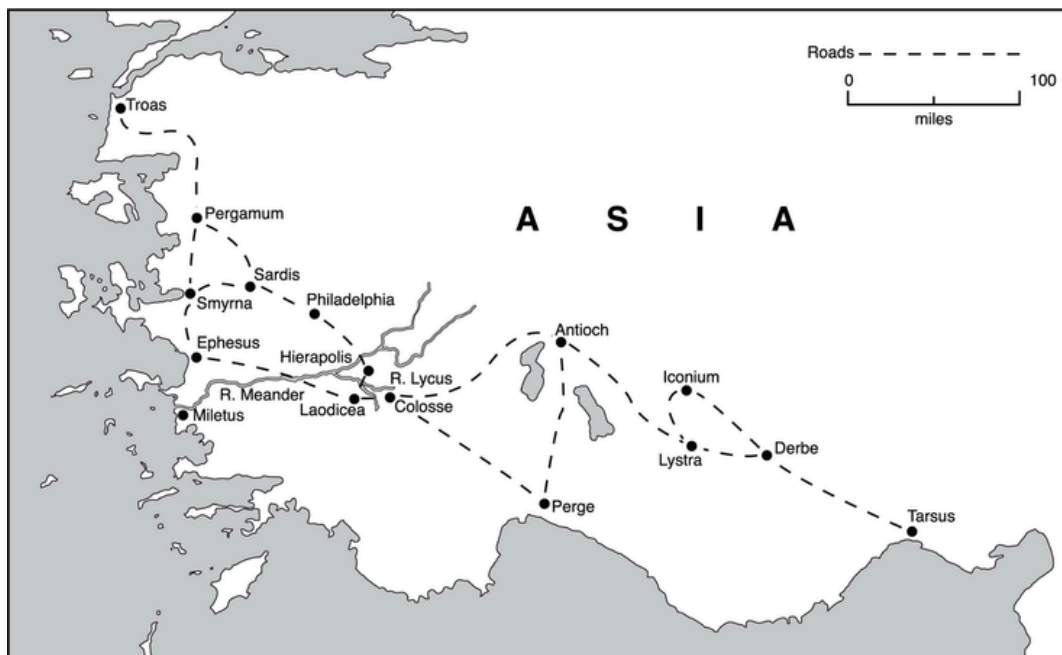 Roads
0 100
miles
Troas
Pergamum
A S I A
Sardis
Smyrna
Philadelphia
Ephesus
Hierapolis
Antioch
R. Lycus
R. Meander
Laodicea
Colosse
Miletus
Iconium
Lystra
Derbe
Perge
Tarsus